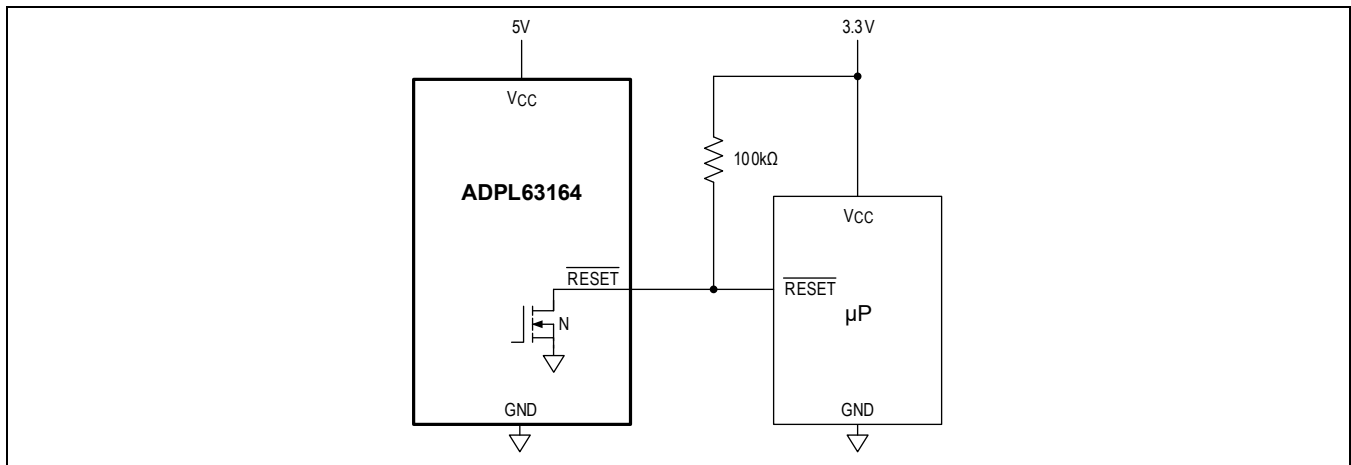 5V
3.3V
VCC
100kΩ
ADPL63164
VCC
RESET
RESET
µP
N
GND
GND